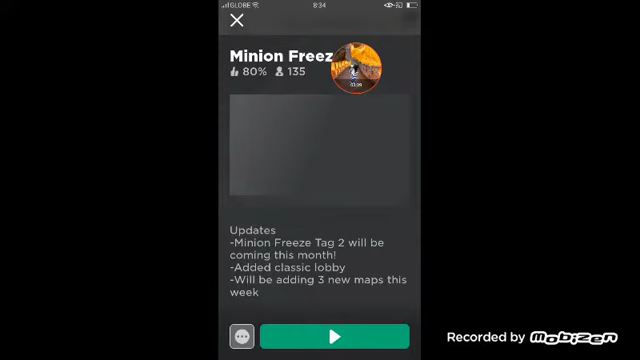 GLOBE
8:34
Minion Freez
80% 135
Updates
-Minion Freeze Tag 2 will be
coming this month!
-Added classic lobby
-Will be adding 3 new maps this
week
Recorded by MOBIZEN